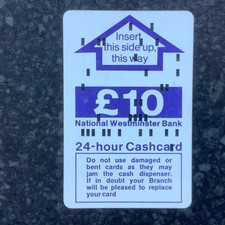 Insert
this side up,
this way
£10
National Westminster Bank
24-hour Cashcard
Do not use damaged or
bent cards as they may
jam the cash dispenser.
If in doubt your Branch
will be pleased to replace
your card